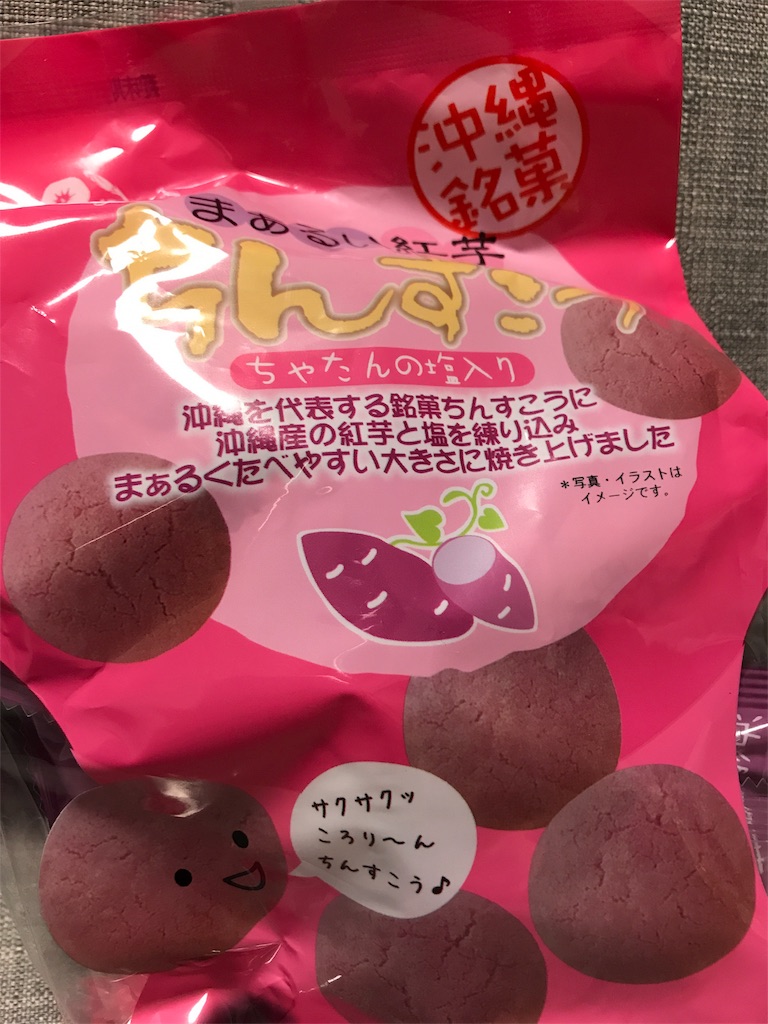 沖縄
銘菓
まぁるい紅芋
ちんすこう
ちゃたんの塩入り
沖縄を代表する銘菓ちんすこうに
沖縄産の紅芋と塩を練り込み
まぁるくたべやすい大きさに焼き上げました
*写真・イラストは
イメージです。
サクサクッ
ころり〜ん
ちんすこう♪